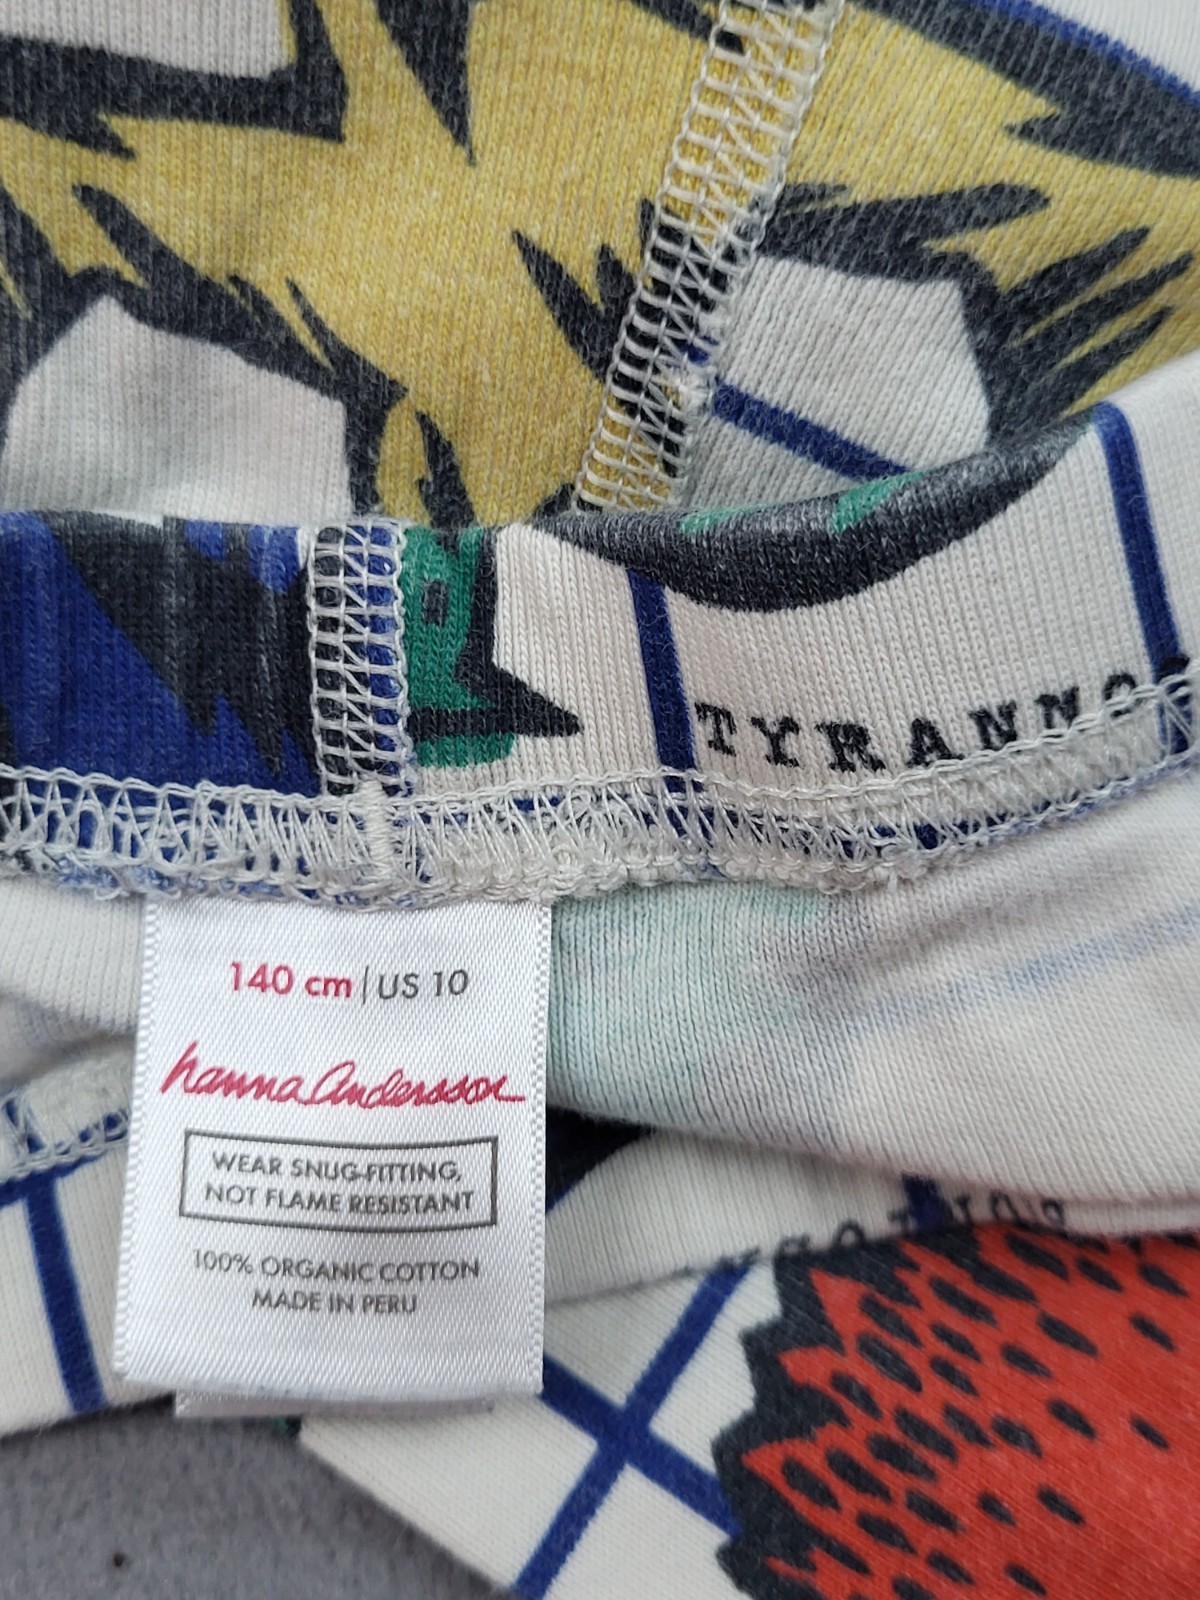 TYRANNO
140 cm | US 10
hanna Andersson
WEAR SNUG-FITTING,
NOT FLAME RESISTANT
100% ORGANIC COTTON
MADE IN PERU